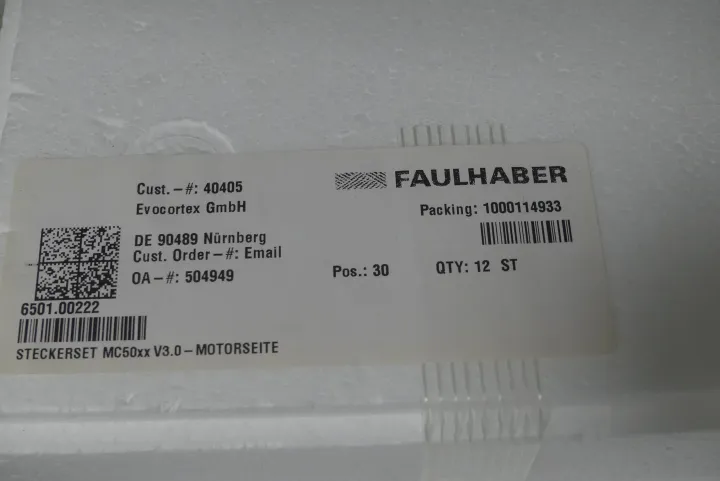 Cust. -#: 40405
FAULHABER
Evocortex GmbH
Packing: 1000114933
DE 90489 Nürnberg
Cust. Order-#: Email
OA-#: 504949
Pos.: 30
QTY: 12 ST
6501.00222
STECKERSET MC50xx V3.0-MOTORSEITE